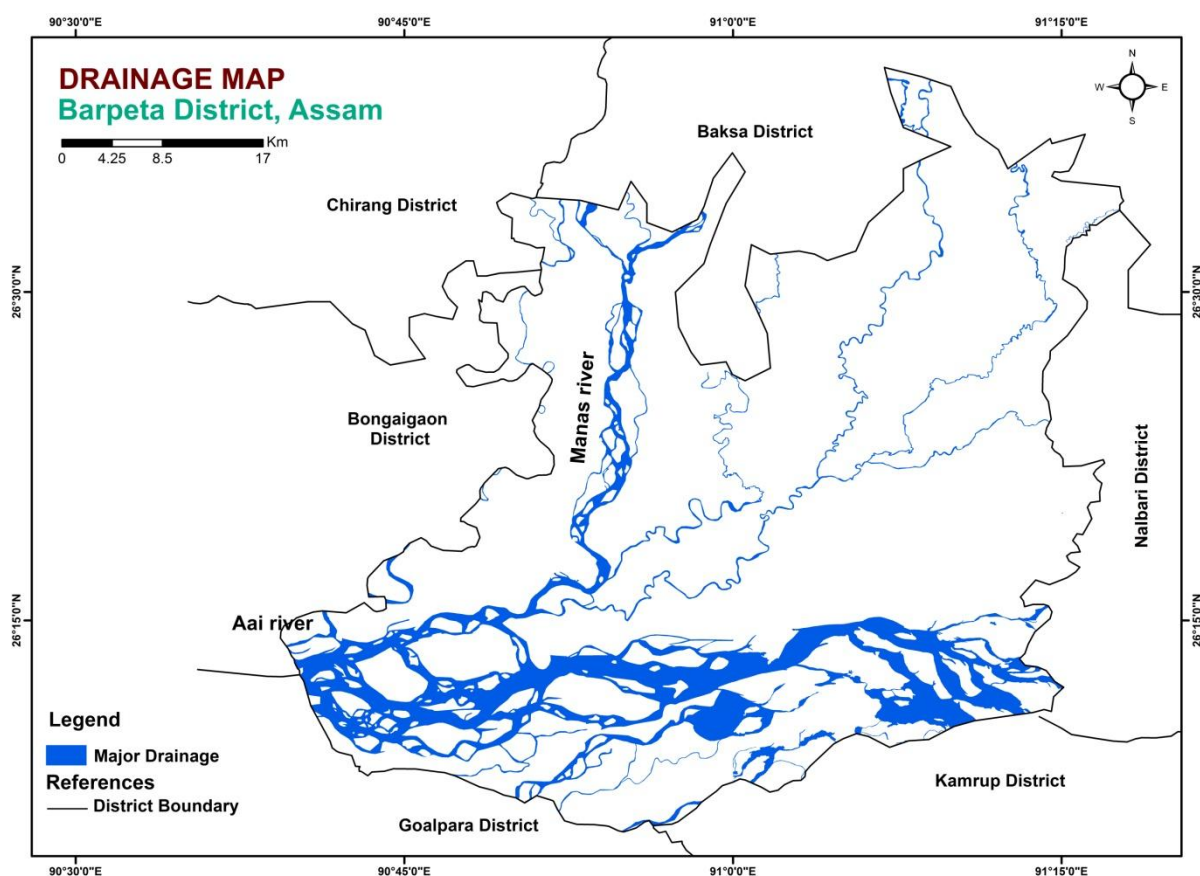 90°30'0"E 90°45'0"E 91°0'0"E 91°15'0"E
DRAINAGE MAP
Barpeta District, Assam
Km
0 4.25 8.5 17
N
W E
S
Baksa District
Chirang District
26°30'0"N 26°30'0"N
Manas river
Bongaigaon
District
Nalbari District
Aai river
26°15'0"N 26°15'0"N
Legend
Major Drainage
References
District Boundary
Kamrup District
Goalpara District
90°30'0"E 90°45'0"E 91°0'0"E 91°15'0"E